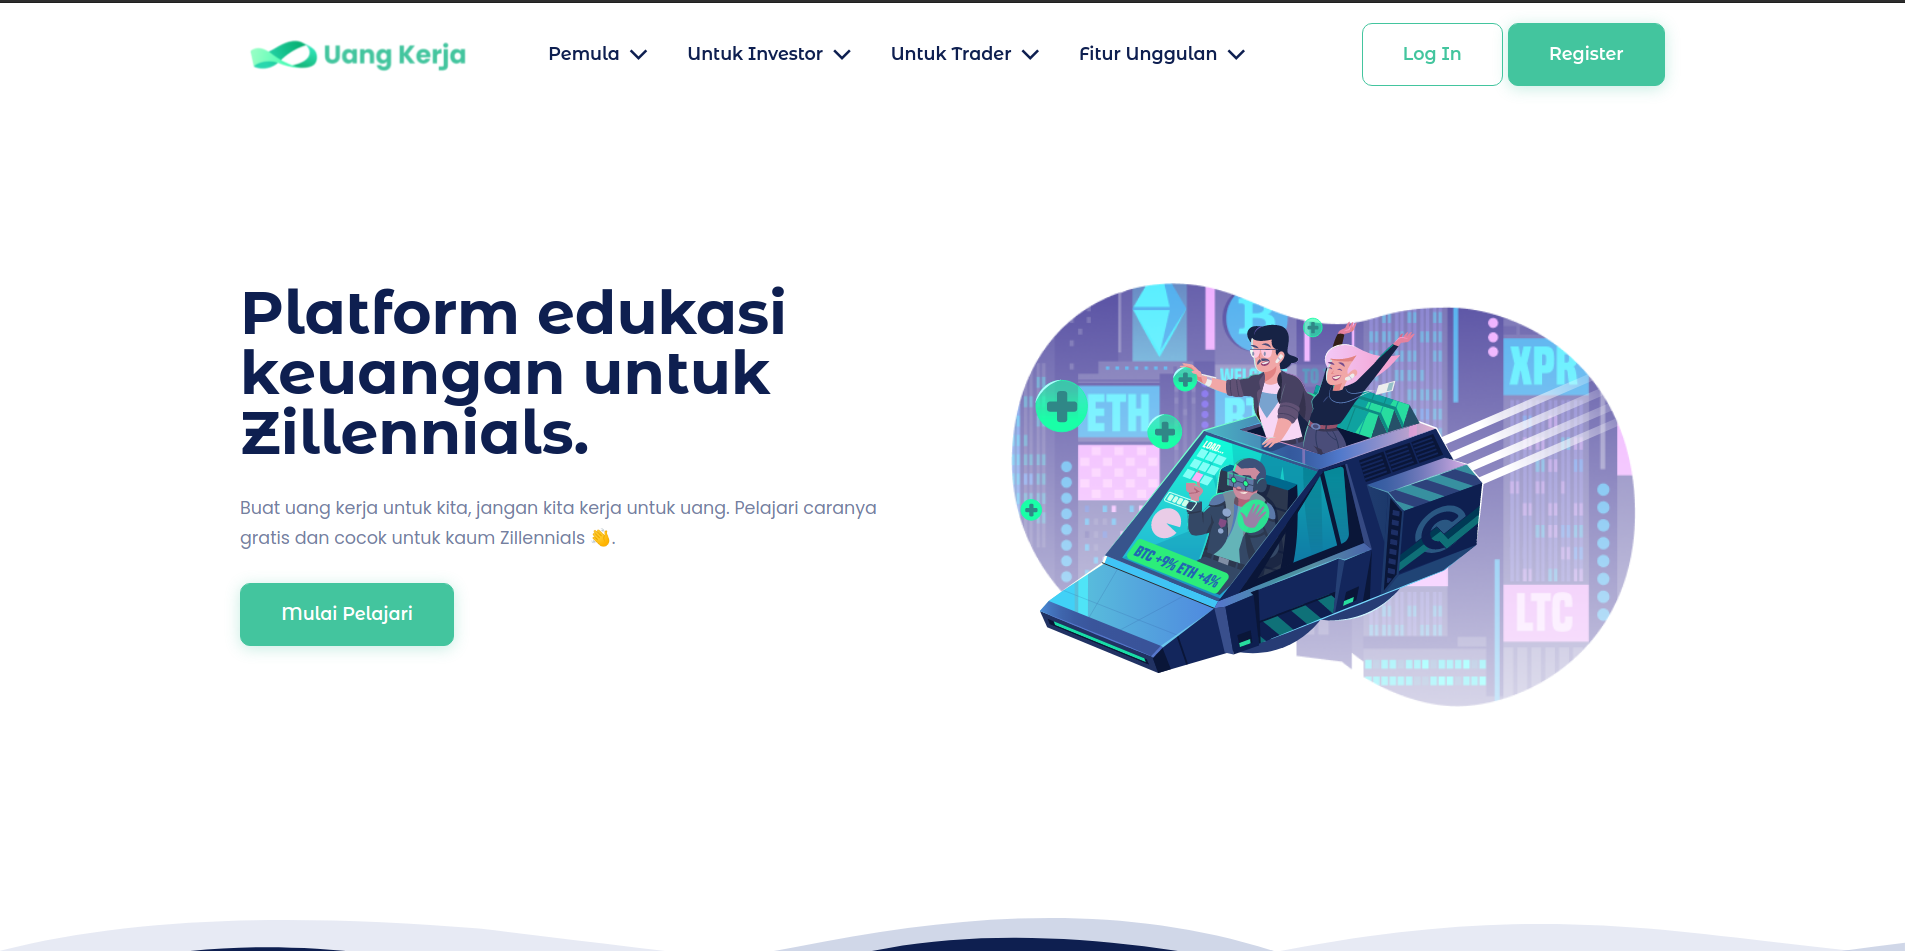 Uang Kerja
Pemula
Untuk Investor
Untuk Trader
Fitur Unggulan
Log In
Register
Platform edukasi
keuangan untuk
Zillennials.
Buat uang kerja untuk kita, jangan kita kerja untuk uang. Pelajari caranya
gratis dan cocok untuk kaum Zillennials 👋.
Mulai Pelajari
XPR
ETH
LOAD...
BTC +9% ETH +4%
LTC